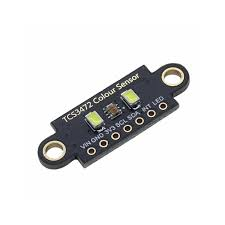 TCS3472 Colour Sensor
VIN GND 3V3 SCL SDA INT LED